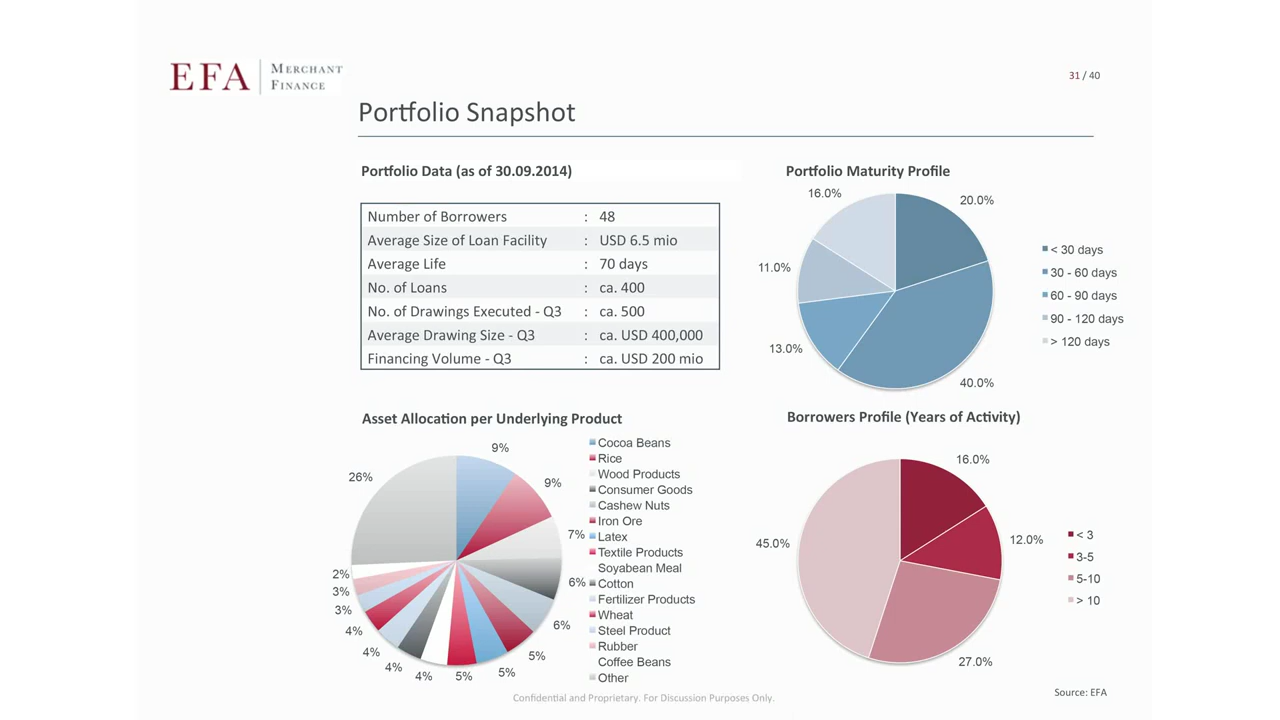 EFA
MERCHANT
FINANCE
31 / 40
Portfolio Snapshot
Portfolio Data (as of 30.09.2014)
Number of Borrowers : 48
Average Size of Loan Facility : USD 6.5 mio
Average Life : 70 days
No. of Loans : ca. 400
No. of Drawings Executed - Q3 : ca. 500
Average Drawing Size - Q3 : ca. USD 400,000
Financing Volume - Q3 : ca. USD 200 mio
Portfolio Maturity Profile
16.0%
20.0%
11.0%
13.0%
40.0%
< 30 days
30 - 60 days
60 - 90 days
90 - 120 days
> 120 days
Asset Allocation per Underlying Product
9%
9%
7%
6%
6%
5%
5%
5%
4%
4%
4%
4%
3%
3%
2%
26%
Cocoa Beans
Rice
Wood Products
Consumer Goods
Cashew Nuts
Iron Ore
Latex
Textile Products
Soyabean Meal
Cotton
Fertilizer Products
Wheat
Steel Product
Rubber
Coffee Beans
Other
Borrowers Profile (Years of Activity)
16.0%
12.0%
27.0%
45.0%
< 3
3-5
5-10
> 10
Source: EFA
Confidential and Proprietary. For Discussion Purposes Only.